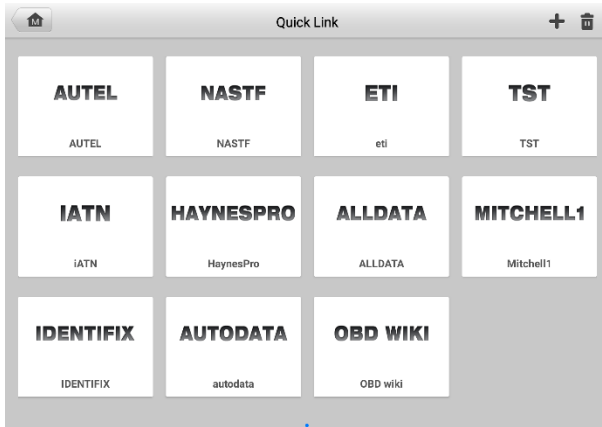 M
Quick Link
AUTEL
AUTEL
NASTF
NASTF
ETI
eti
TST
TST
IATN
iATN
HAYNESPRO
HaynesPro
ALLDATA
ALLDATA
MITCHELL1
Mitchell1
IDENTIFIX
IDENTIFIX
AUTODATA
autodata
OBD WIKI
OBD wiki